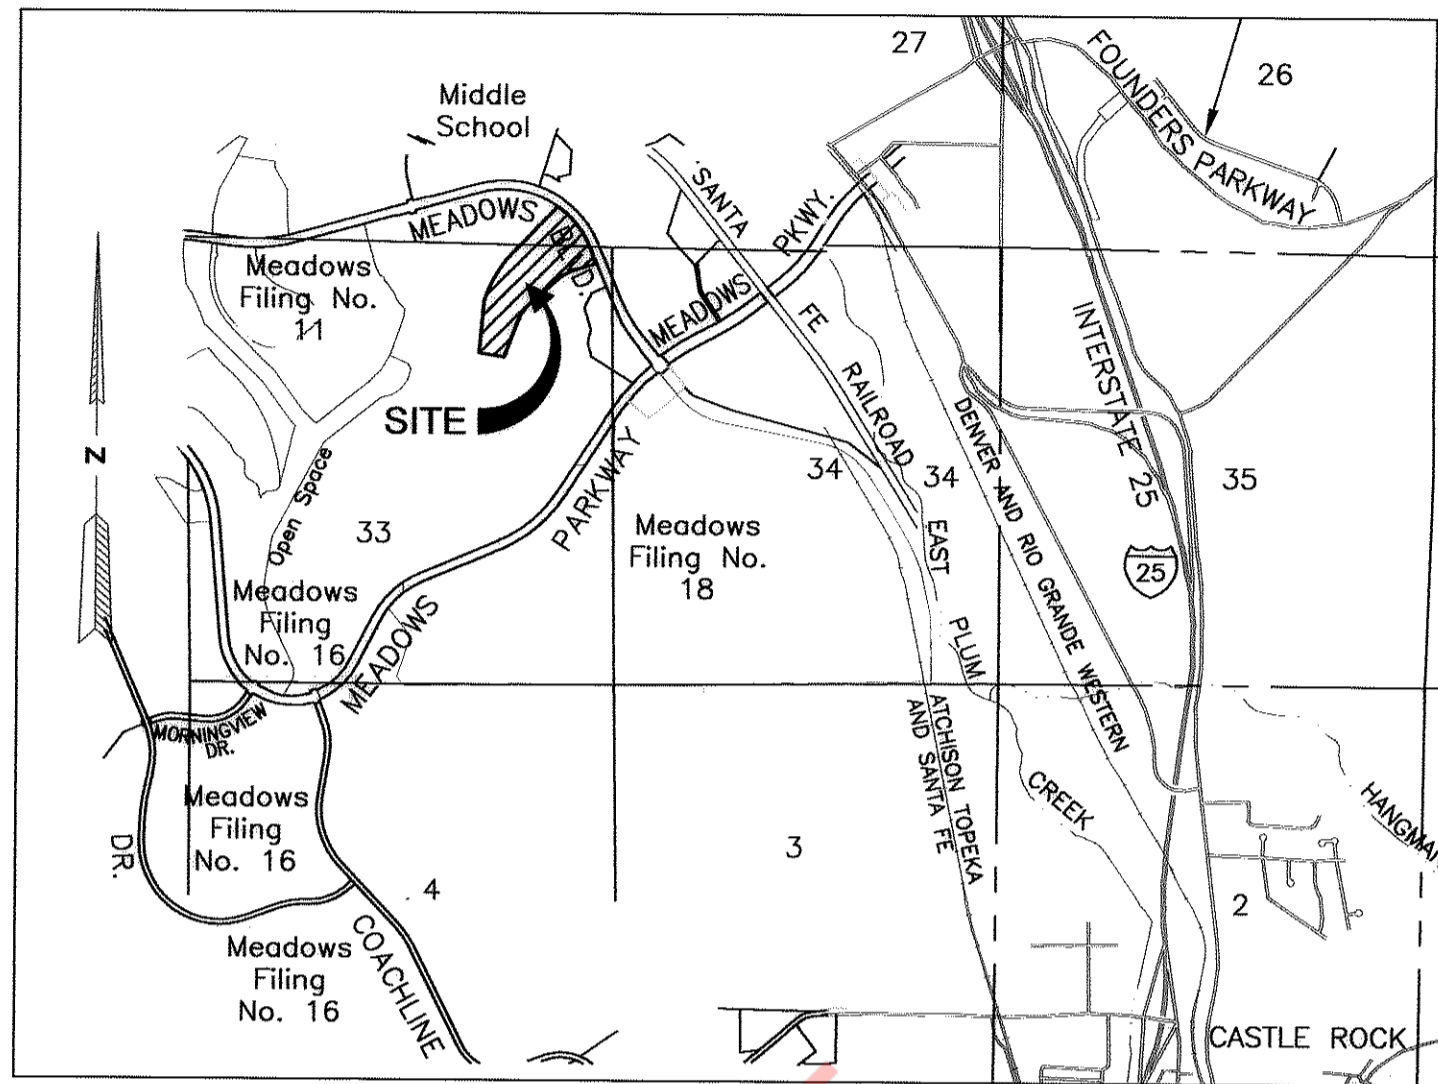 27
26
FOUNDERS PARKWAY
Middle
School
SANTA
FE
RAILROAD
MEADOWS
BLVD.
PKWY.
MEADOWS
Meadows
Filing No.
11
SITE
INTERSTATE 25
25
35
34
34
DENVER AND RIO GRANDE WESTERN
N
Open Space
33
PARKWAY
MEADOWS
Meadows
Filing No.
18
EAST
PLUM
CREEK
Meadows
Filing
No. 16
MORNINGVIEW
DR.
ATCHISON TOPEKA
AND SANTA FE
Meadows
Filing
No. 16
DR.
3
4
2
COACHLINE
Meadows
Filing
No. 16
CASTLE ROCK